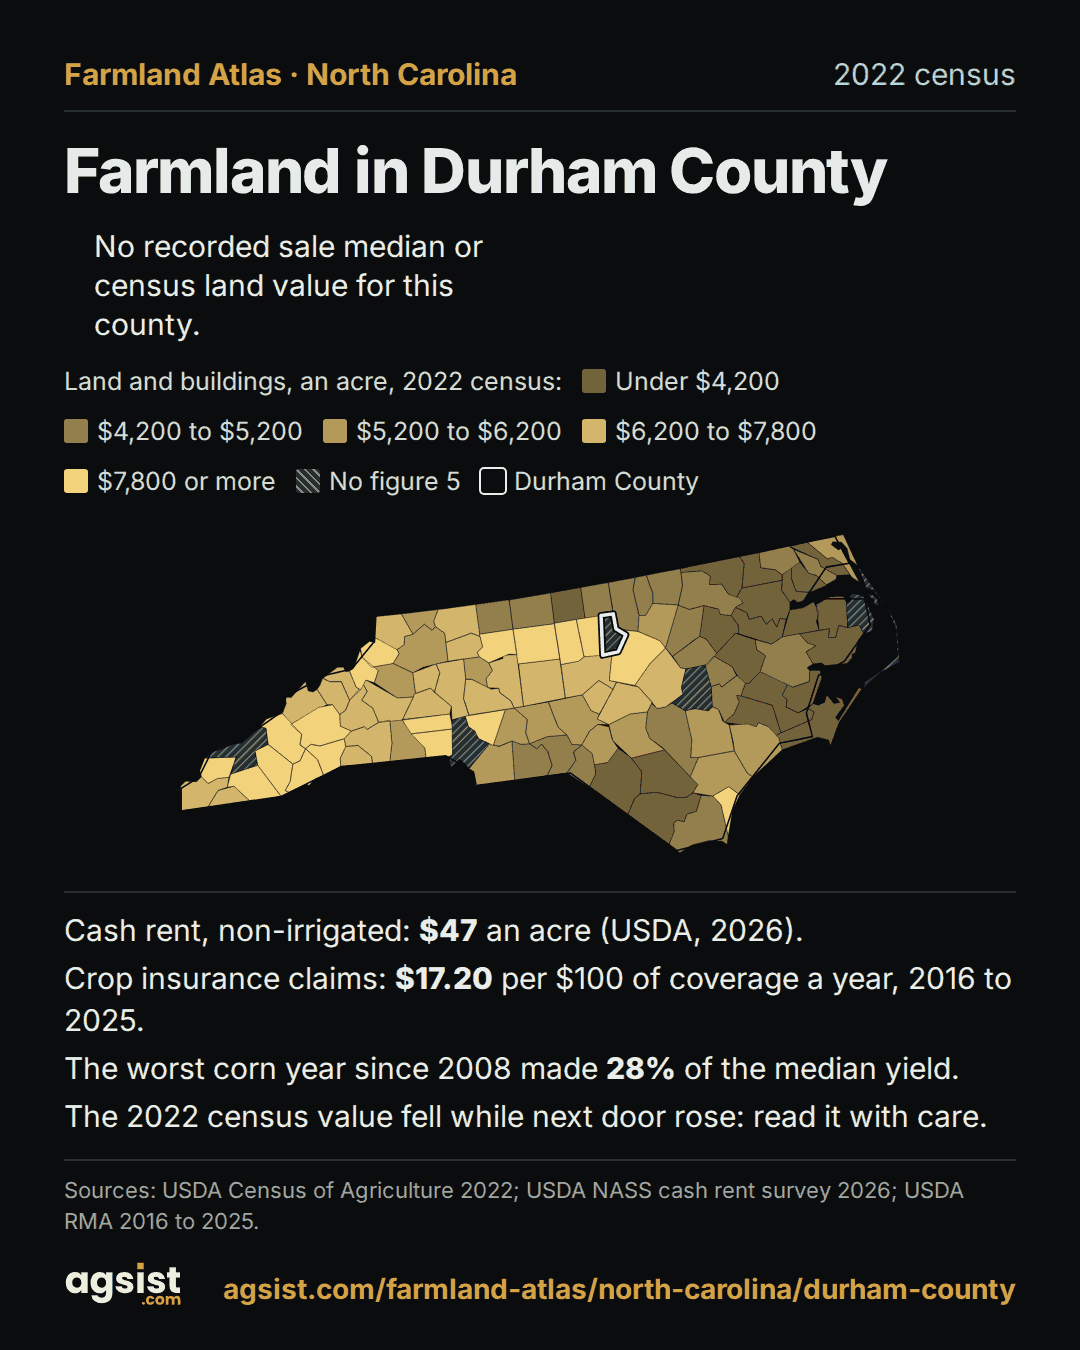 Farmland Atlas · North Carolina
2022 census
Farmland in Durham County
No recorded sale median or
census land value for this
county.
Land and buildings, an acre, 2022 census: Under $4,200
$4,200 to $5,200 $5,200 to $6,200 $6,200 to $7,800
$7,800 or more No figure 5 Durham County
Cash rent, non-irrigated: $47 an acre (USDA, 2026).
Crop insurance claims: $17.20 per $100 of coverage a year, 2016 to
2025.
The worst corn year since 2008 made 28% of the median yield.
The 2022 census value fell while next door rose: read it with care.
Sources: USDA Census of Agriculture 2022; USDA NASS cash rent survey 2026; USDA
RMA 2016 to 2025.
agsist
.com
agsist.com/farmland-atlas/north-carolina/durham-county